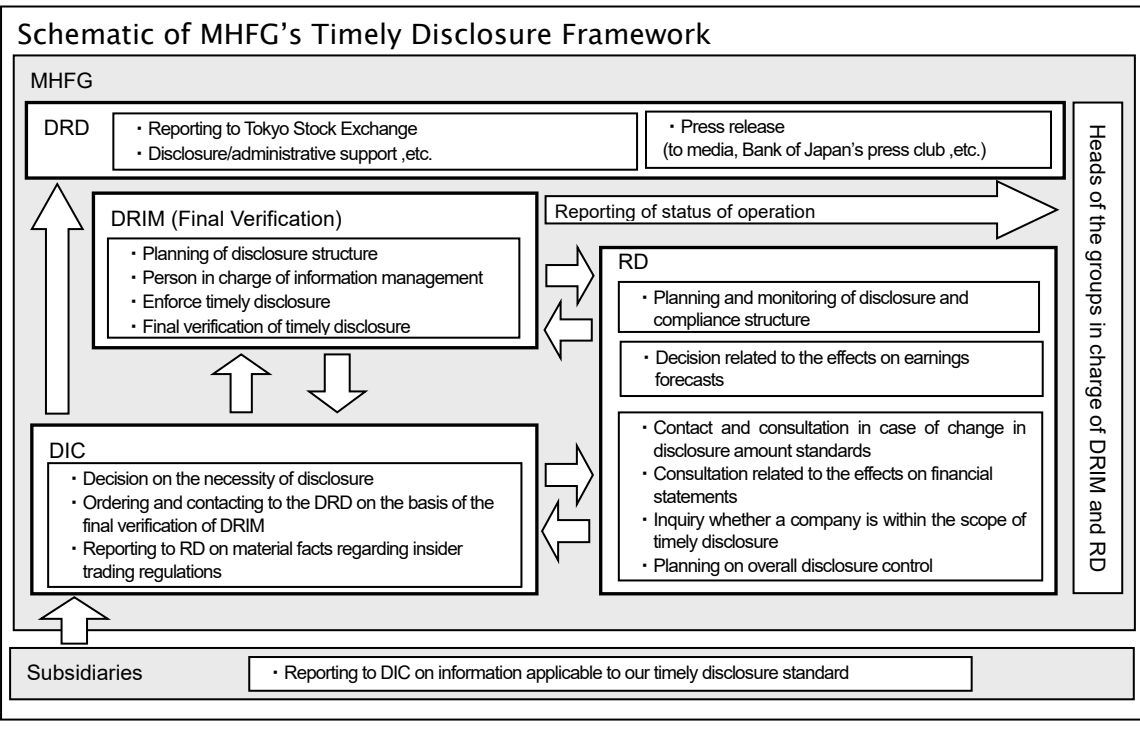 Schematic of MHFG's Timely Disclosure Framework
MHFG
DRD
・Reporting to Tokyo Stock Exchange
・Disclosure/administrative support ,etc.
・Press release
(to media, Bank of Japan's press club ,etc.)
Heads of the groups in charge of DRIM and RD
DRIM (Final Verification)
・Planning of disclosure structure
・Person in charge of information management
・Enforce timely disclosure
・Final verification of timely disclosure
Reporting of status of operation
RD
・Planning and monitoring of disclosure and
compliance structure
・Decision related to the effects on earnings
forecasts
・Contact and consultation in case of change in
disclosure amount standards
・Consultation related to the effects on financial
statements
・Inquiry whether a company is within the scope of
timely disclosure
・Planning on overall disclosure control
DIC
・Decision on the necessity of disclosure
・Ordering and contacting to the DRD on the basis of the
final verification of DRIM
・Reporting to RD on material facts regarding insider
trading regulations
Subsidiaries
・Reporting to DIC on information applicable to our timely disclosure standard